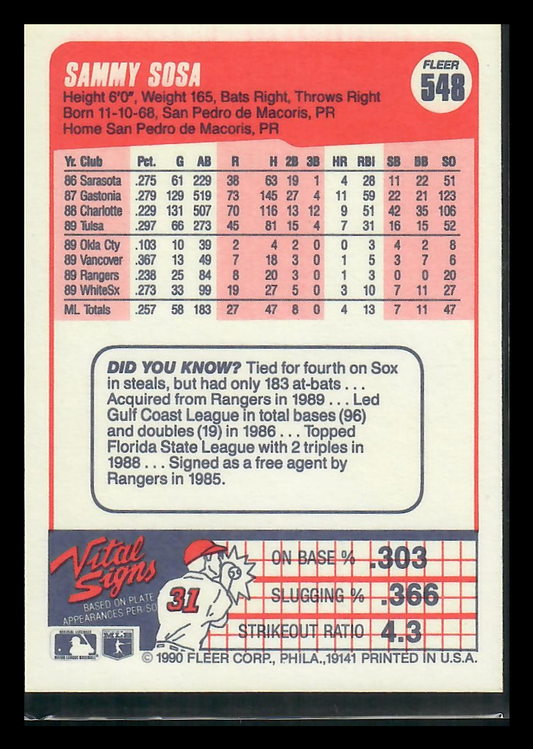 SAMMY SOSA
FLEER
548
Height 6'0", Weight 165, Bats Right, Throws Right
Born 11-10-68, San Pedro de Macoris, PR
Home San Pedro de Macoris, PR
Yr. Club Pct. G AB R H 2B 3B HR RBI SB BB SO
86 Sarasota .275 61 229 38 63 19 1 4 28 11 22 51
87 Gastonia .279 129 519 73 145 27 4 11 59 22 21 123
88 Charlotte .229 131 507 70 116 13 12 9 51 42 35 106
89 Tulsa .297 66 273 45 81 15 4 7 31 16 15 52
89 Okla Cty .103 10 39 2 4 2 0 0 3 4 2 8
89 Vancover .367 13 49 7 18 3 0 1 5 3 7 6
89 Rangers .238 25 84 8 20 3 0 1 3 0 0 20
89 WhiteSx .273 33 99 19 27 5 0 3 10 7 11 27
ML Totals .257 58 183 27 47 8 0 4 13 7 11 47
DID YOU KNOW? Tied for fourth on Sox
in steals, but had only 183 at-bats . . .
Acquired from Rangers in 1989 . . . Led
Gulf Coast League in total bases (96)
and doubles (19) in 1986 . . . Topped
Florida State League with 2 triples in
1988 . . . Signed as a free agent by
Rangers in 1985.
Vital
Signs
BASED ON PLATE
APPEARANCES PER/SO
31
ON BASE % .303
SLUGGING % .366
STRIKEOUT RATIO 4.3
© 1990 FLEER CORP., PHILA.,19141 PRINTED IN U.S.A.